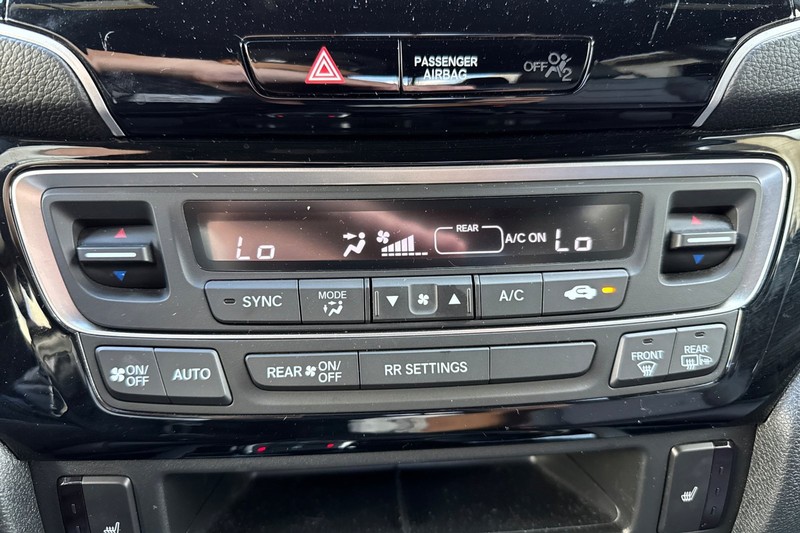 PASSENGER
AIRBAG
OFF 2
Lo
REAR
A/C ON
Lo
SYNC
MODE
A/C
ON/
OFF
AUTO
REAR ON/
OFF
RR SETTINGS
FRONT
REAR